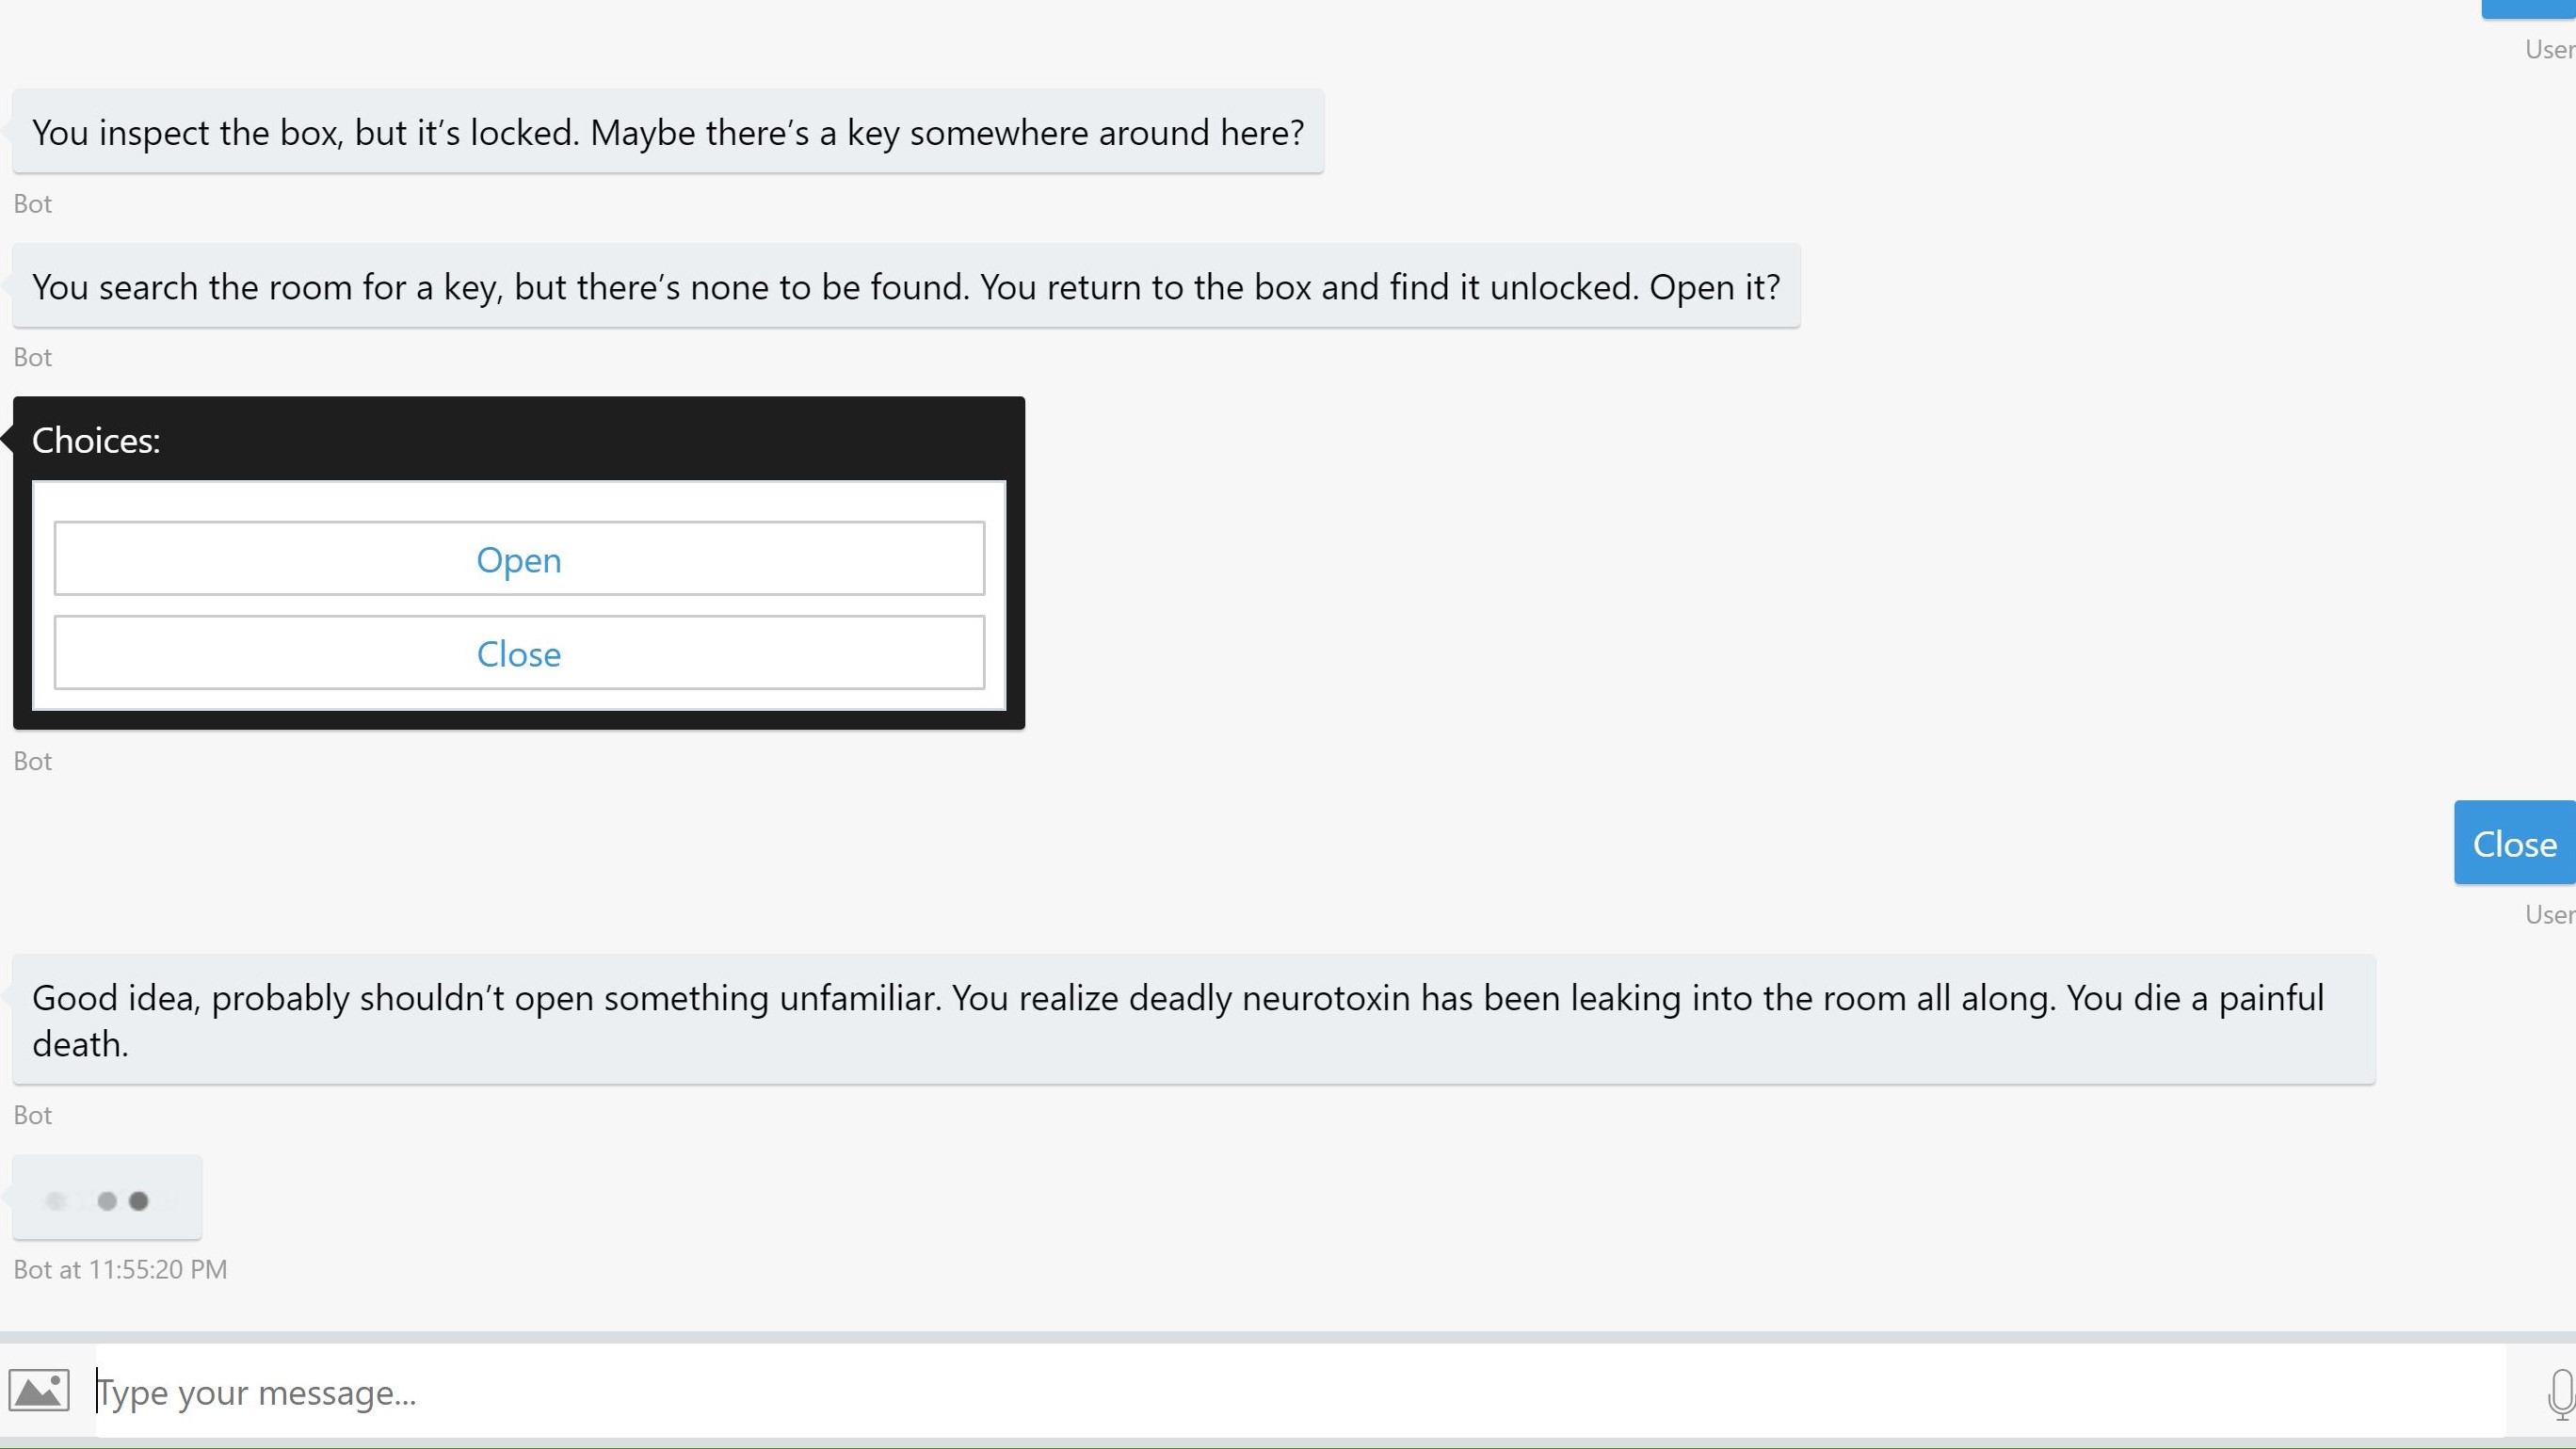 User
You inspect the box, but it’s locked. Maybe there’s a key somewhere around here?
Bot
You search the room for a key, but there’s none to be found. You return to the box and find it unlocked. Open it?
Bot
Choices:
Open
Close
Bot
Close
User
Good idea, probably shouldn’t open something unfamiliar. You realize deadly neurotoxin has been leaking into the room all along. You die a painful
death.
Bot
Bot at 11:55:20 PM
Type your message...